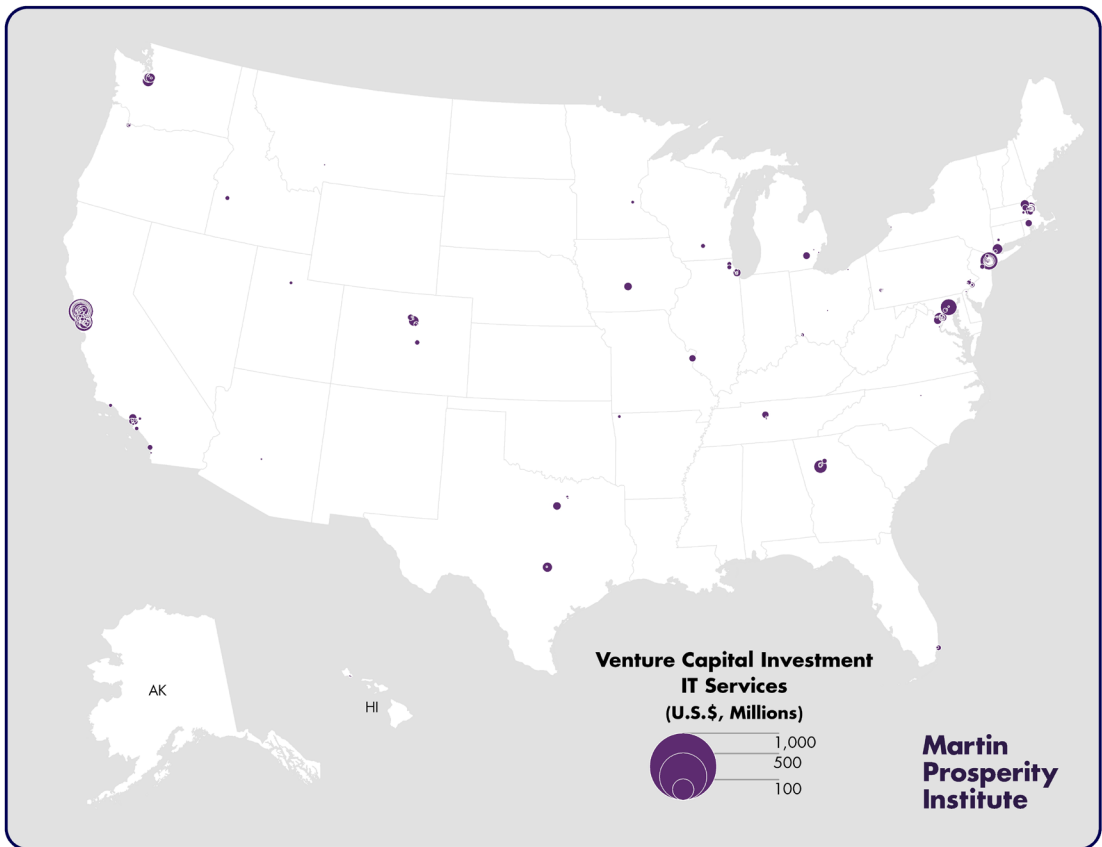 AK
HI
Venture Capital Investment
IT Services
(U.S.$, Millions)
1,000
500
100
Martin
Prosperity
Institute